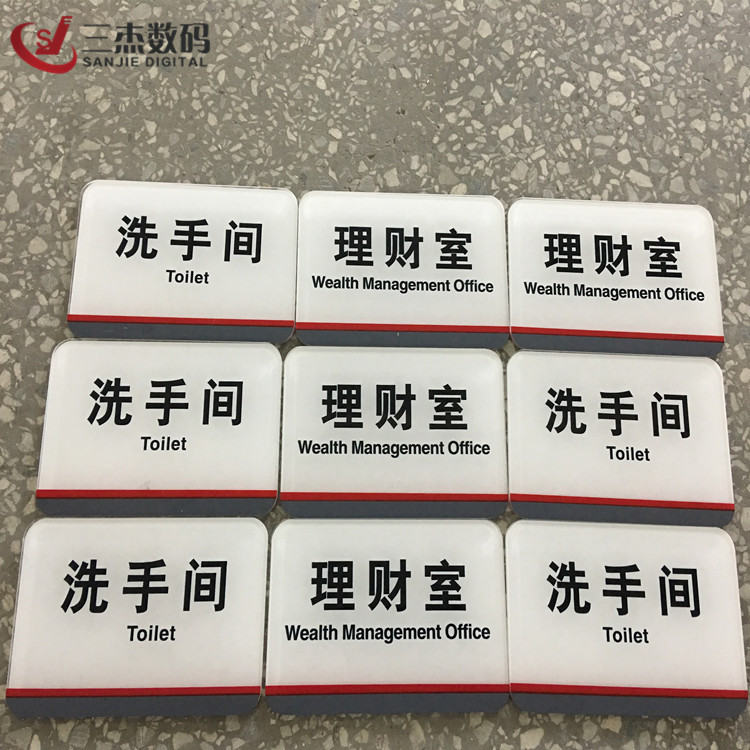 三杰数码
SANJIE DIGITAL
洗手间
Toilet
理财室
Wealth Management Office
理财室
Wealth Management Office
洗手间
Toilet
理财室
Wealth Management Office
洗手间
Toilet
洗手间
Toilet
理财室
Wealth Management Office
洗手间
Toilet